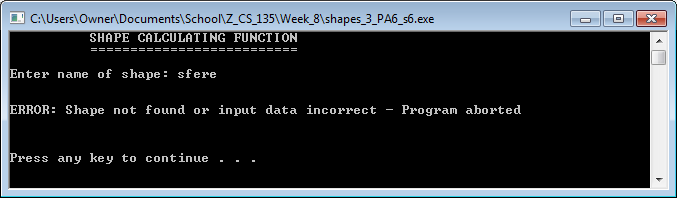 C:\Users\Owner\Documents\School\Z_CS_135\Week_8\shapes_3_PA6_s6.exe
SHAPE CALCULATING FUNCTION
==========================
Enter name of shape: sfere
ERROR: Shape not found or input data incorrect - Program aborted
Press any key to continue . . .